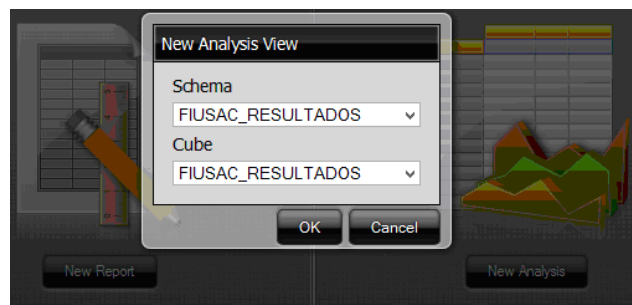 New Analysis View
Schema
FIUSAC_RESULTADOS
Cube
FIUSAC_RESULTADOS
OK Cancel
New Report New Analysis